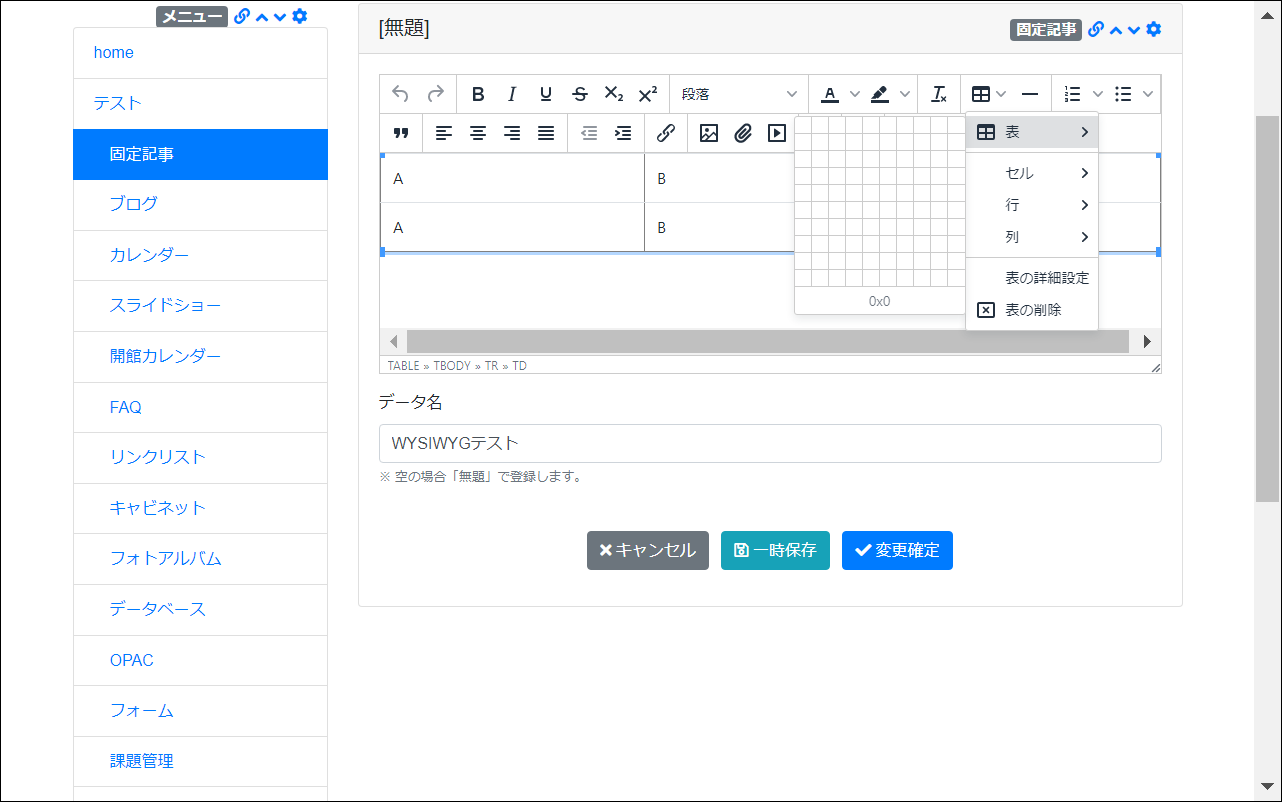 メニュー
home
テスト
固定記事
ブログ
カレンダー
スライドショー
開館カレンダー
FAQ
リンクリスト
キャビネット
フォトアルバム
データベース
OPAC
フォーム
課題管理
[無題]
固定記事
B I U S X₂ X² 段落 A
表
セル
行
列
表の詳細設定
表の削除
0x0
A B
A B
TABLE » TBODY » TR » TD
データ名
WYSIWYGテスト
※ 空の場合「無題」で登録します。
キャンセル 一時保存 変更確定